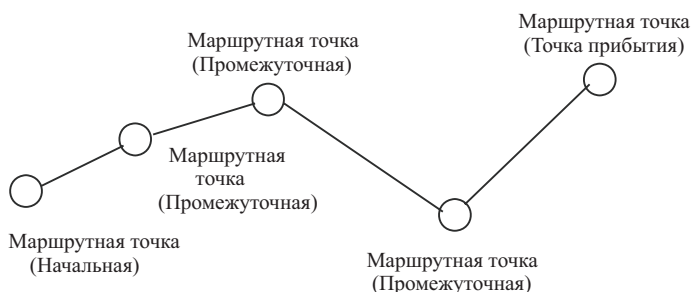 Маршрутная точка
(Точка прибытия)
Маршрутная точка
(Промежуточная)
Маршрутная
точка
(Промежуточная)
Маршрутная точка
(Начальная)
Маршрутная точка
(Промежуточная)